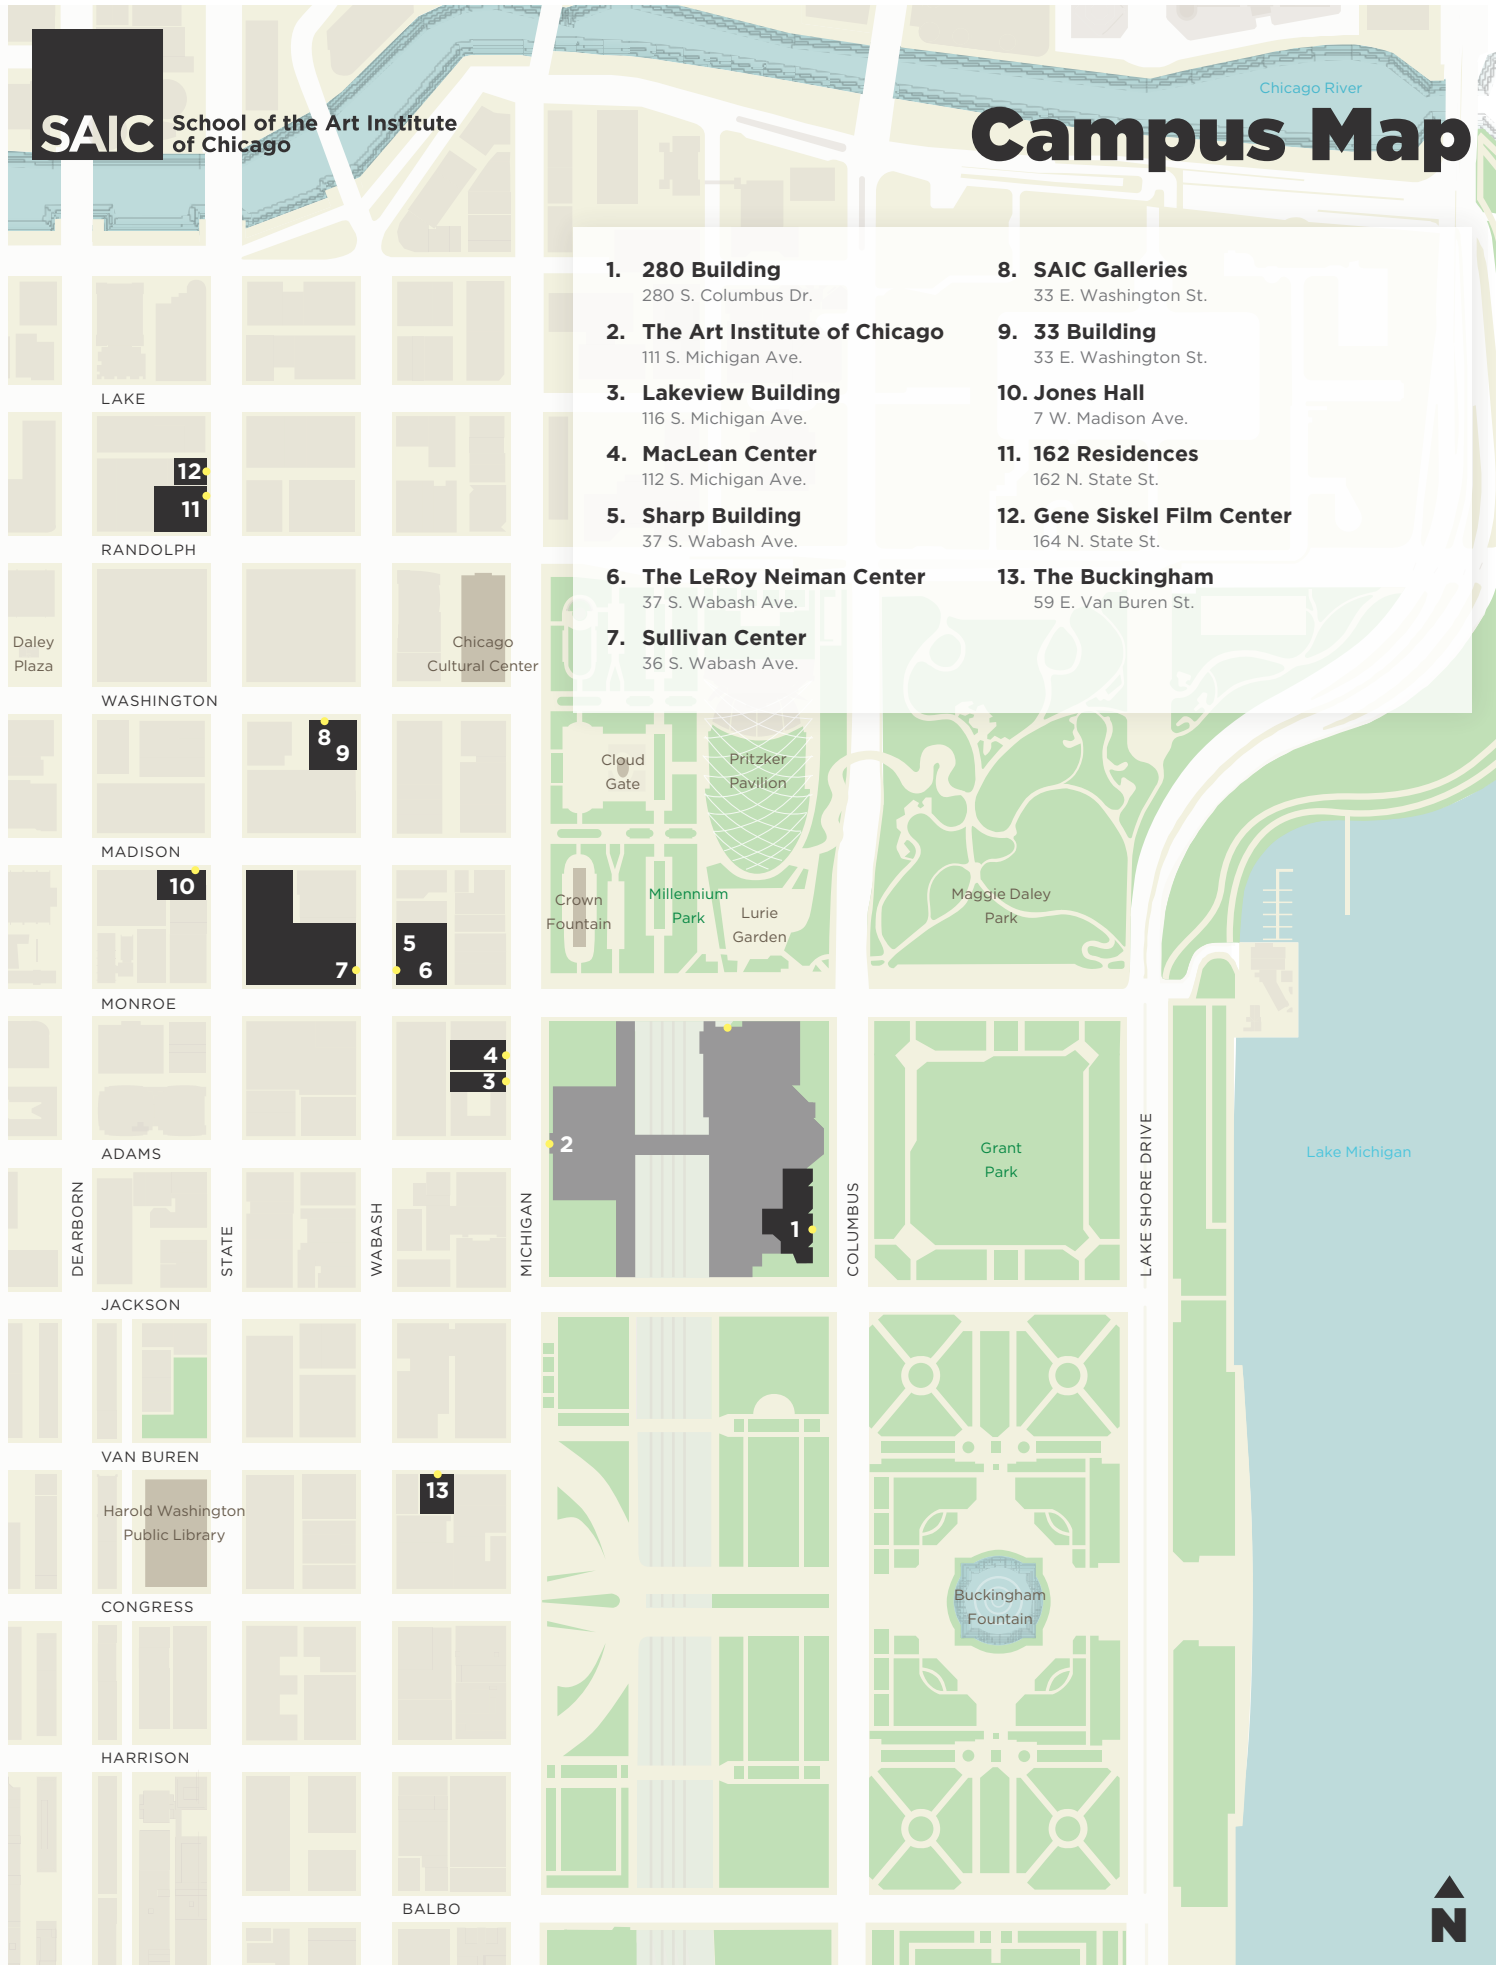 Chicago River
SAIC
School of the Art Institute
of Chicago
Campus Map
1. 280 Building
280 S. Columbus Dr.
2. The Art Institute of Chicago
111 S. Michigan Ave.
3. Lakeview Building
116 S. Michigan Ave.
4. MacLean Center
112 S. Michigan Ave.
5. Sharp Building
37 S. Wabash Ave.
6. The LeRoy Neiman Center
37 S. Wabash Ave.
7. Sullivan Center
36 S. Wabash Ave.
8. SAIC Galleries
33 E. Washington St.
9. 33 Building
33 E. Washington St.
10. Jones Hall
7 W. Madison Ave.
11. 162 Residences
162 N. State St.
12. Gene Siskel Film Center
164 N. State St.
13. The Buckingham
59 E. Van Buren St.
LAKE
12
11
RANDOLPH
Daley
Plaza
Chicago
Cultural Center
WASHINGTON
8
9
Cloud
Gate
Pritzker
Pavilion
MADISON
10
7
5
6
Crown
Fountain
Millennium
Park
Lurie
Garden
Maggie Daley
Park
MONROE
4
3
2
1
Grant
Park
Lake Michigan
ADAMS
DEARBORN
STATE
WABASH
MICHIGAN
COLUMBUS
LAKE SHORE DRIVE
JACKSON
VAN BUREN
13
Harold Washington
Public Library
Buckingham
Fountain
CONGRESS
HARRISON
BALBO
N